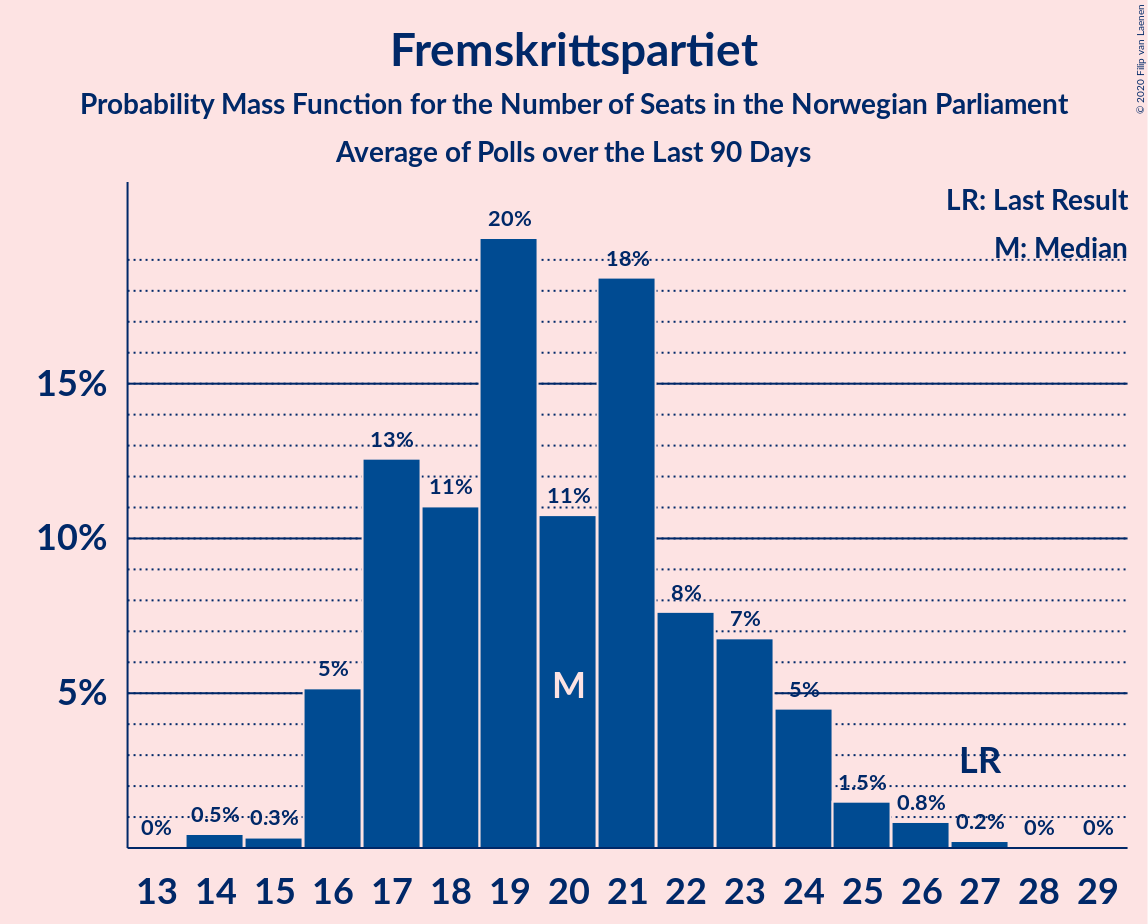 Fremskrittspartiet
Probability Mass Function for the Number of Seats in the Norwegian Parliament
Average of Polls over the Last 90 Days
© 2020 Filip van Laenen
LR: Last Result
M: Median
15%
10%
5%
0%
0.5%
0.3%
5%
13%
11%
20%
11%
18%
8%
7%
5%
1.5%
0.8%
0.2%
0%
0%
M
LR
13 14 15 16 17 18 19 20 21 22 23 24 25 26 27 28 29